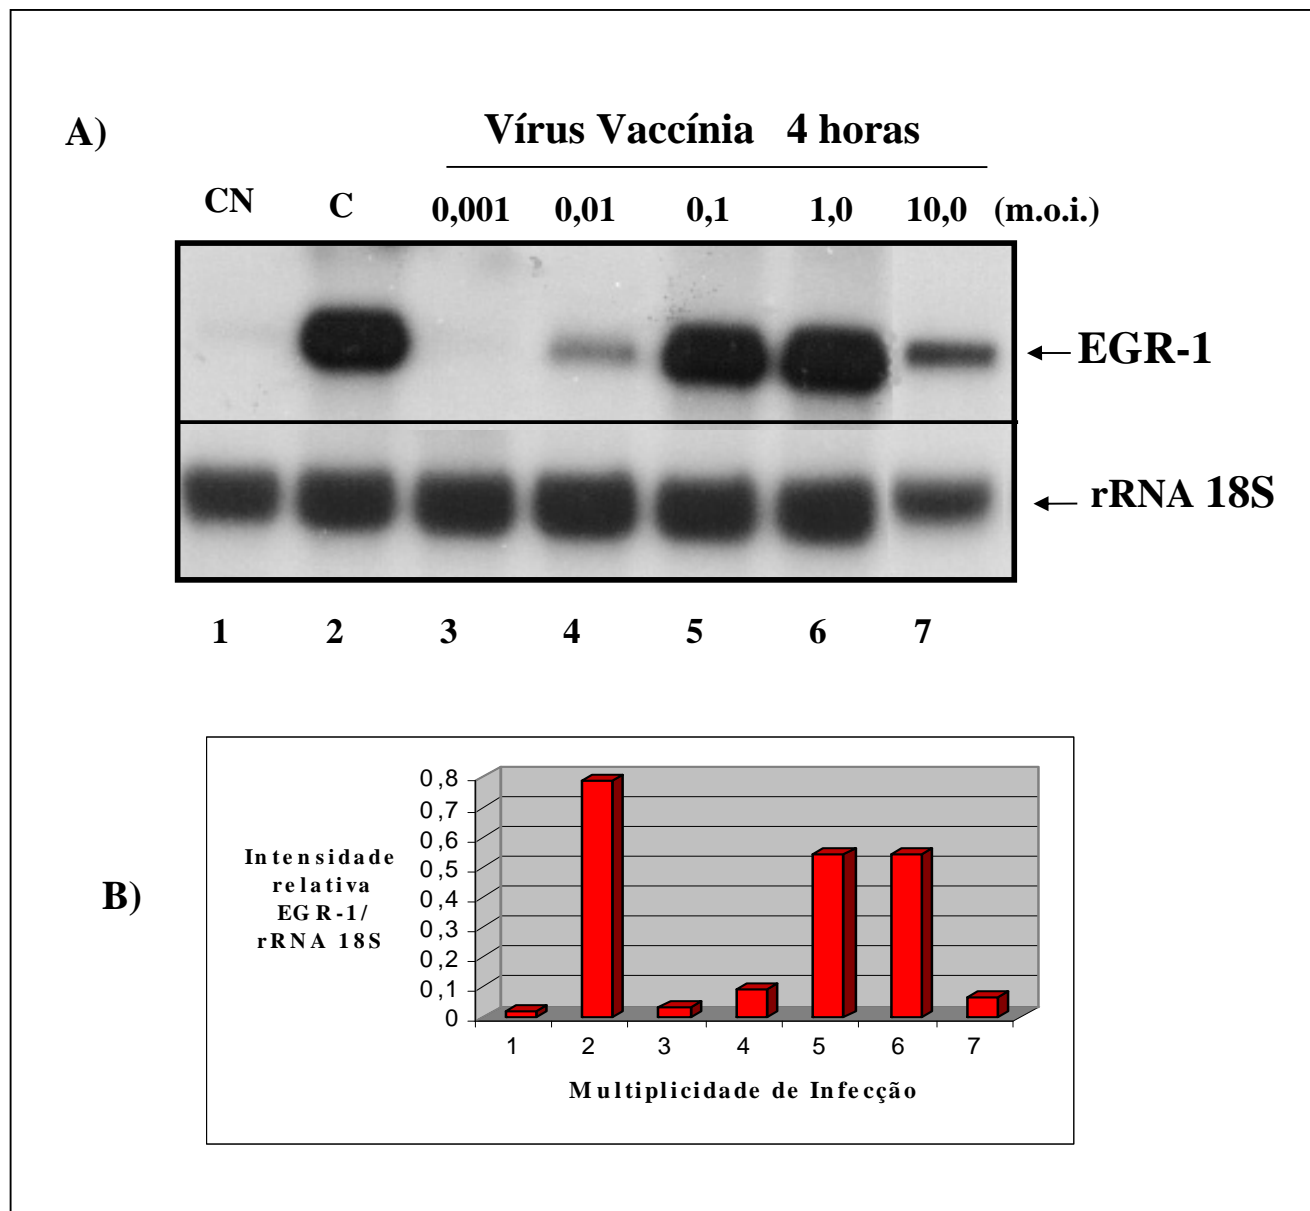 A)
Vírus Vaccínia 4 horas
CN C 0,001 0,01 0,1 1,0 10,0 (m.o.i.)
EGR-1
rRNA 18S
1 2 3 4 5 6 7
B)
Intensidade
relativa
EGR-1/
rRNA 18S
0,8
0,7
0,6
0,5
0,4
0,3
0,2
0,1
0
1 2 3 4 5 6 7
Multiplicidade de Infecção